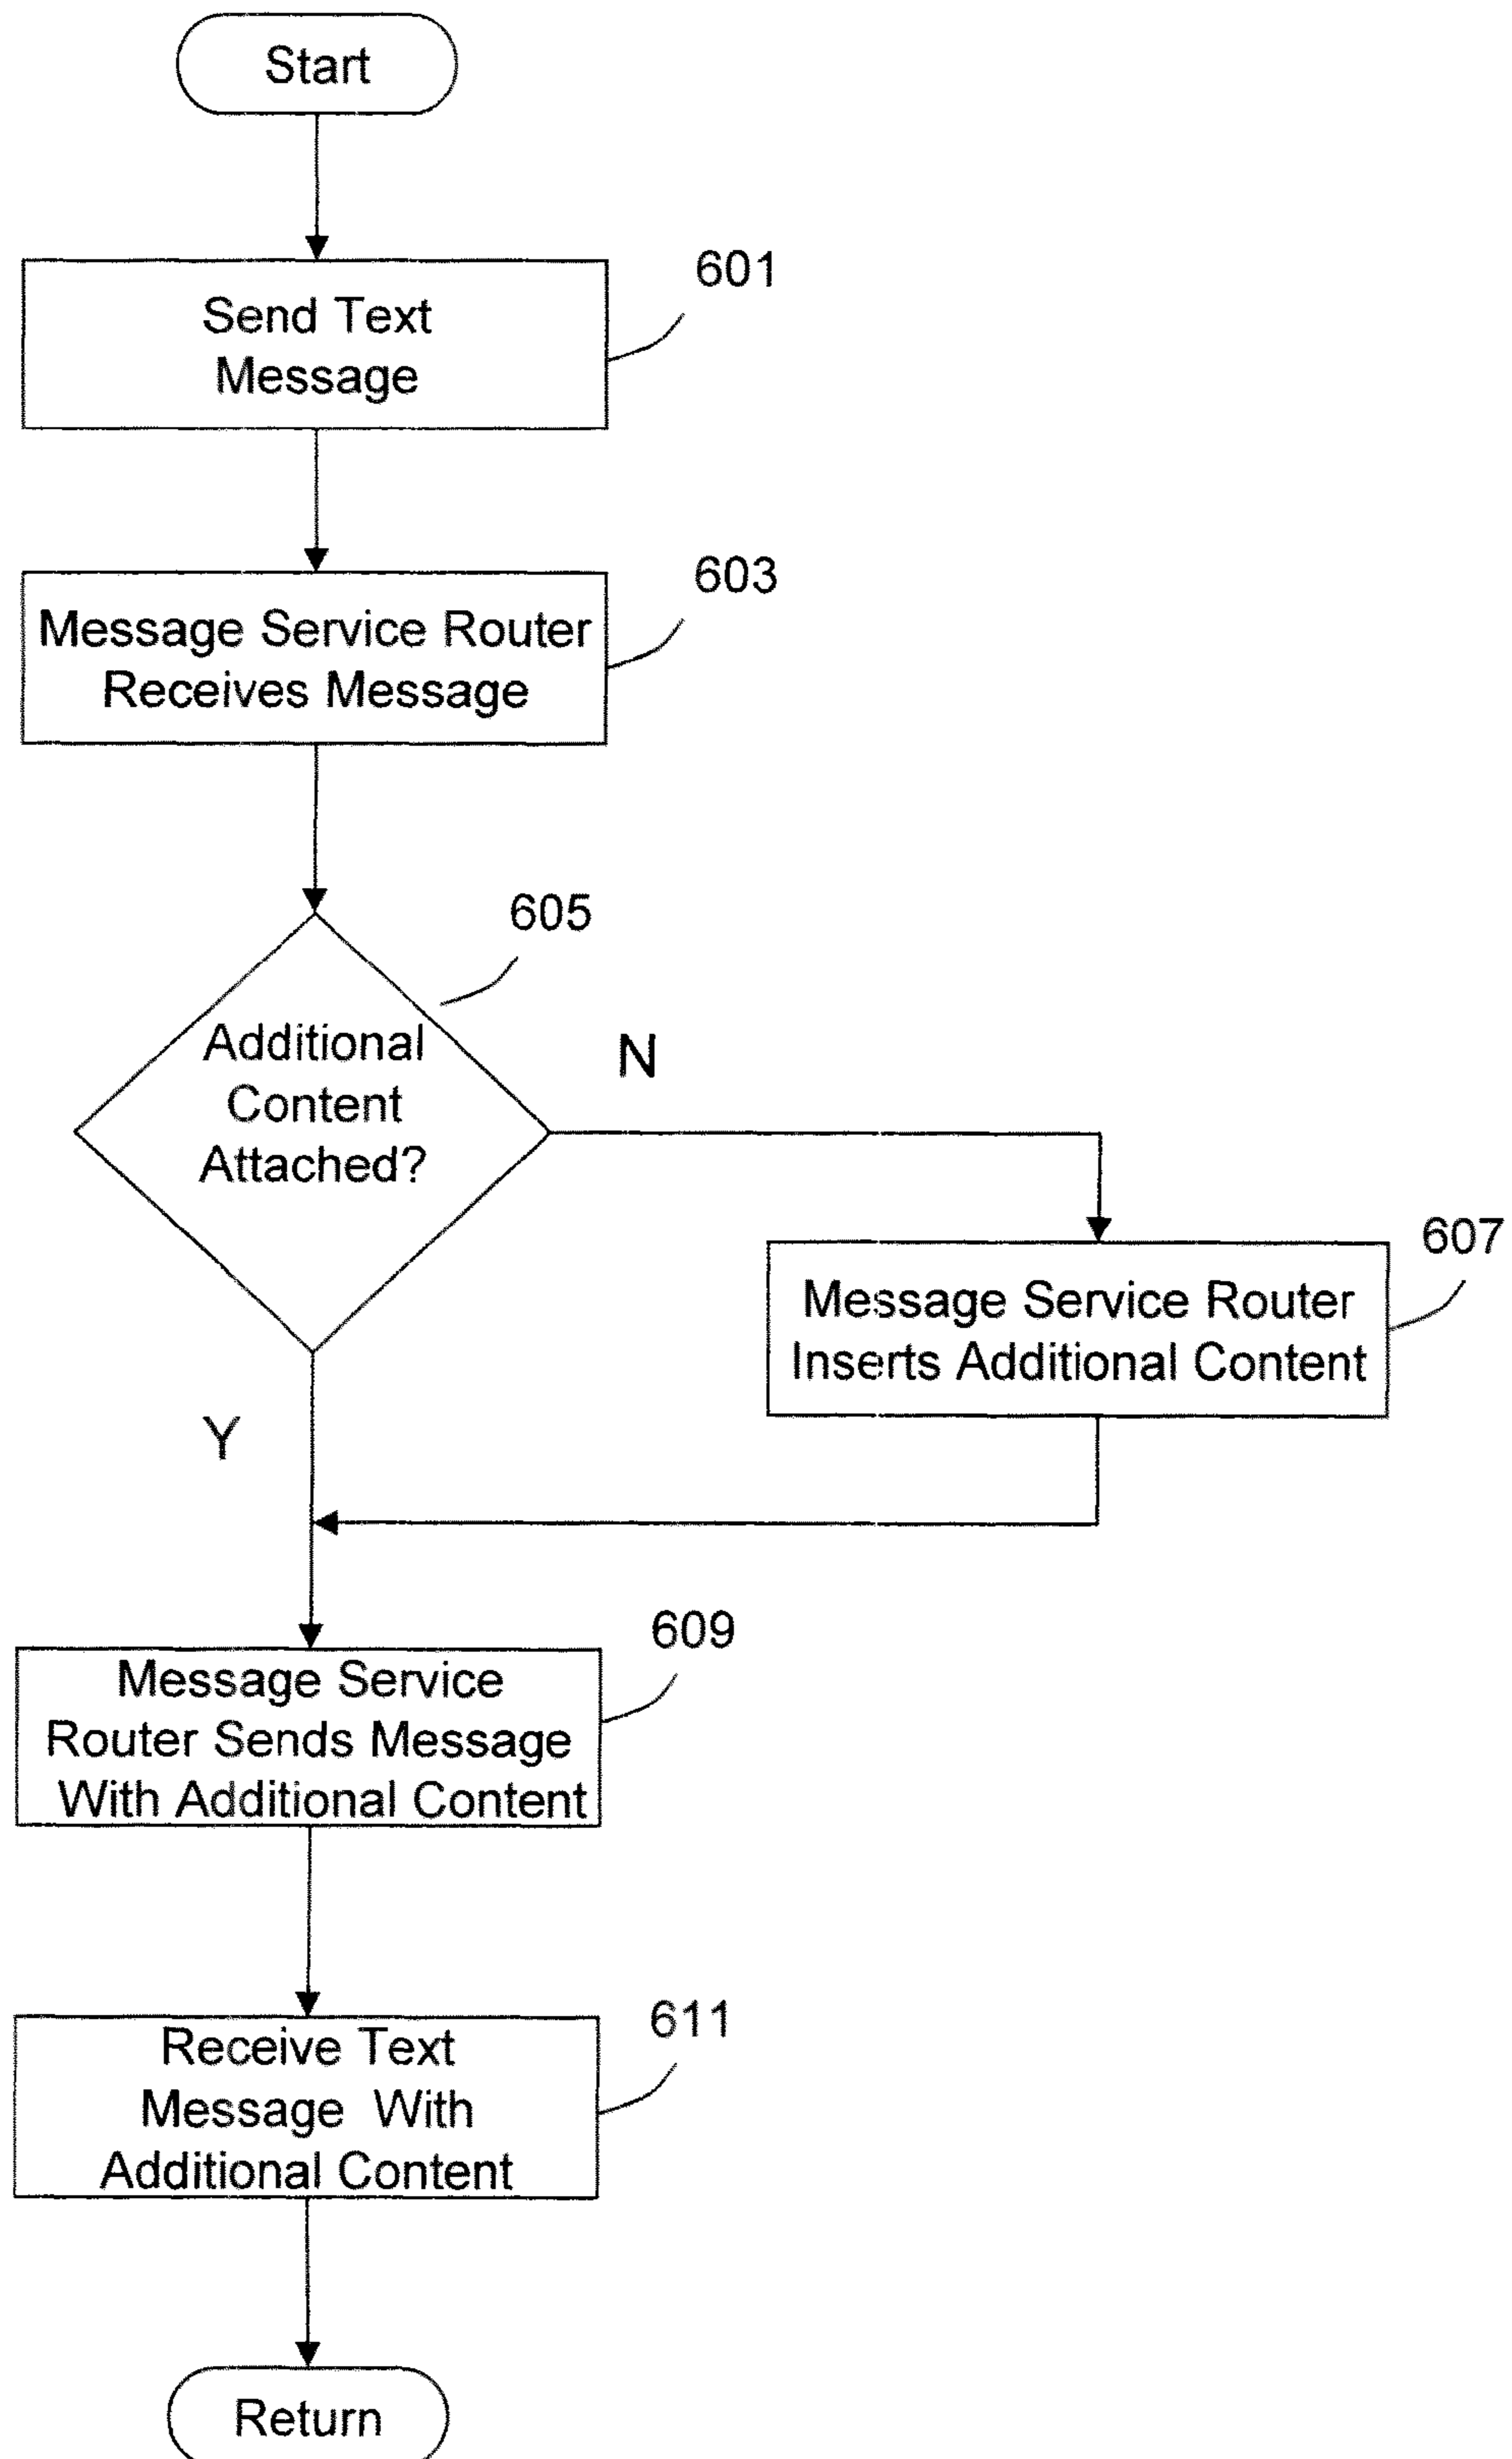 Start
601
Send Text
Message
603
Message Service Router
Receives Message
605
Additional
Content
Attached?
N
607
Message Service Router
Inserts Additional Content
Y
609
Message Service
Router Sends Message
With Additional Content
611
Receive Text
Message With
Additional Content
Return